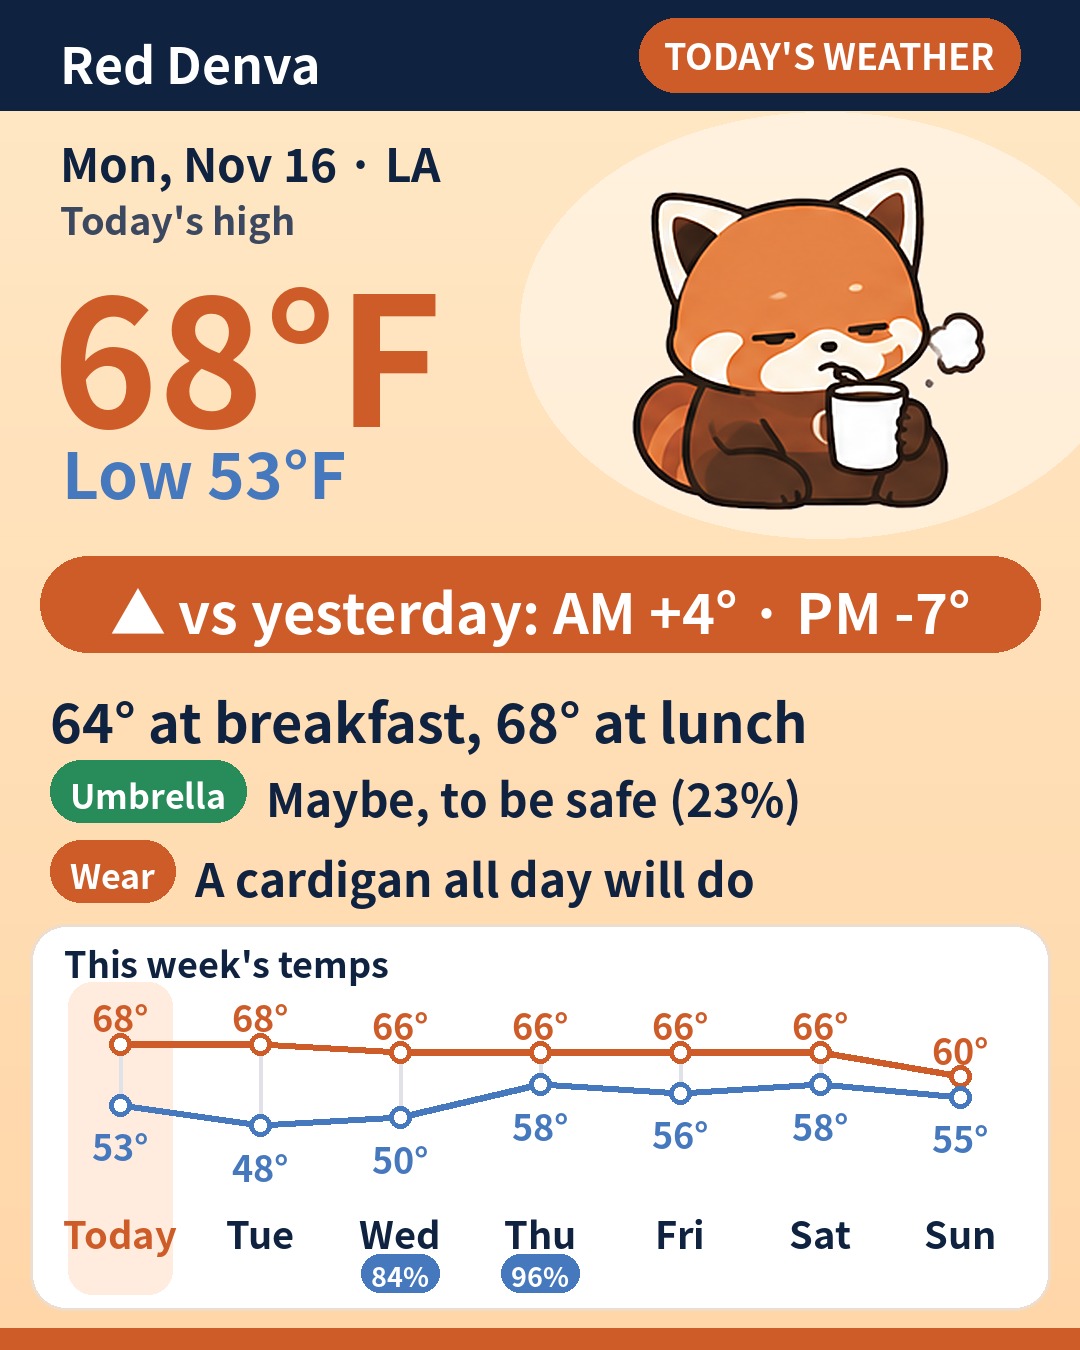 Red Denva
TODAY'S WEATHER
Mon, Nov 16 · LA
Today's high
68°F
Low 53°F
▲ vs yesterday: AM +4° · PM -7°
64° at breakfast, 68° at lunch
Umbrella Maybe, to be safe (23%)
Wear A cardigan all day will do
This week's temps
68° 68° 66° 66° 66° 66° 60°
53° 48° 50° 58° 56° 58° 55°
Today Tue Wed Thu Fri Sat Sun
84% 96%